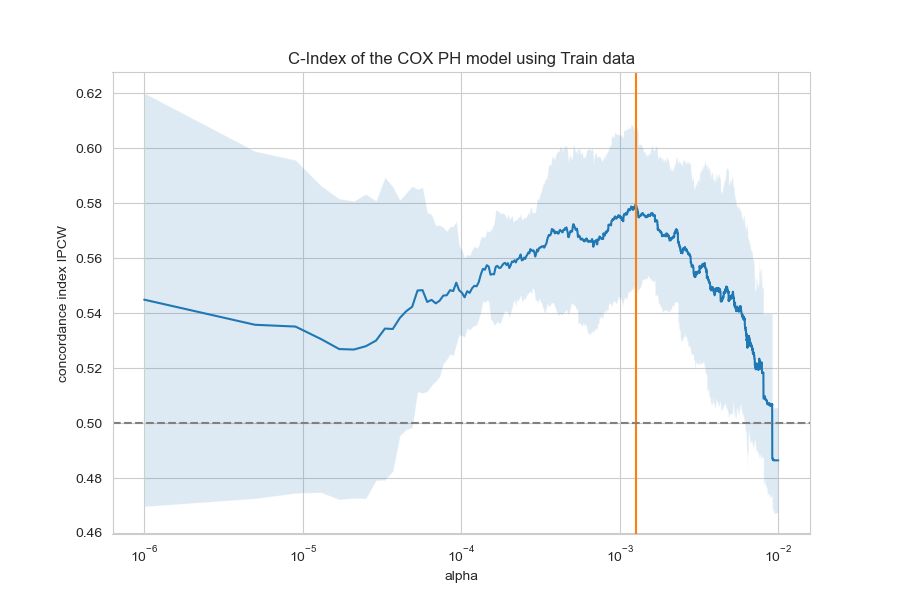 C-Index of the COX PH model using Train data
concordance index IPCW
0.62
0.60
0.58
0.56
0.54
0.52
0.50
0.48
0.46
10⁻⁶ 10⁻⁵ 10⁻⁴ 10⁻³ 10⁻²
alpha